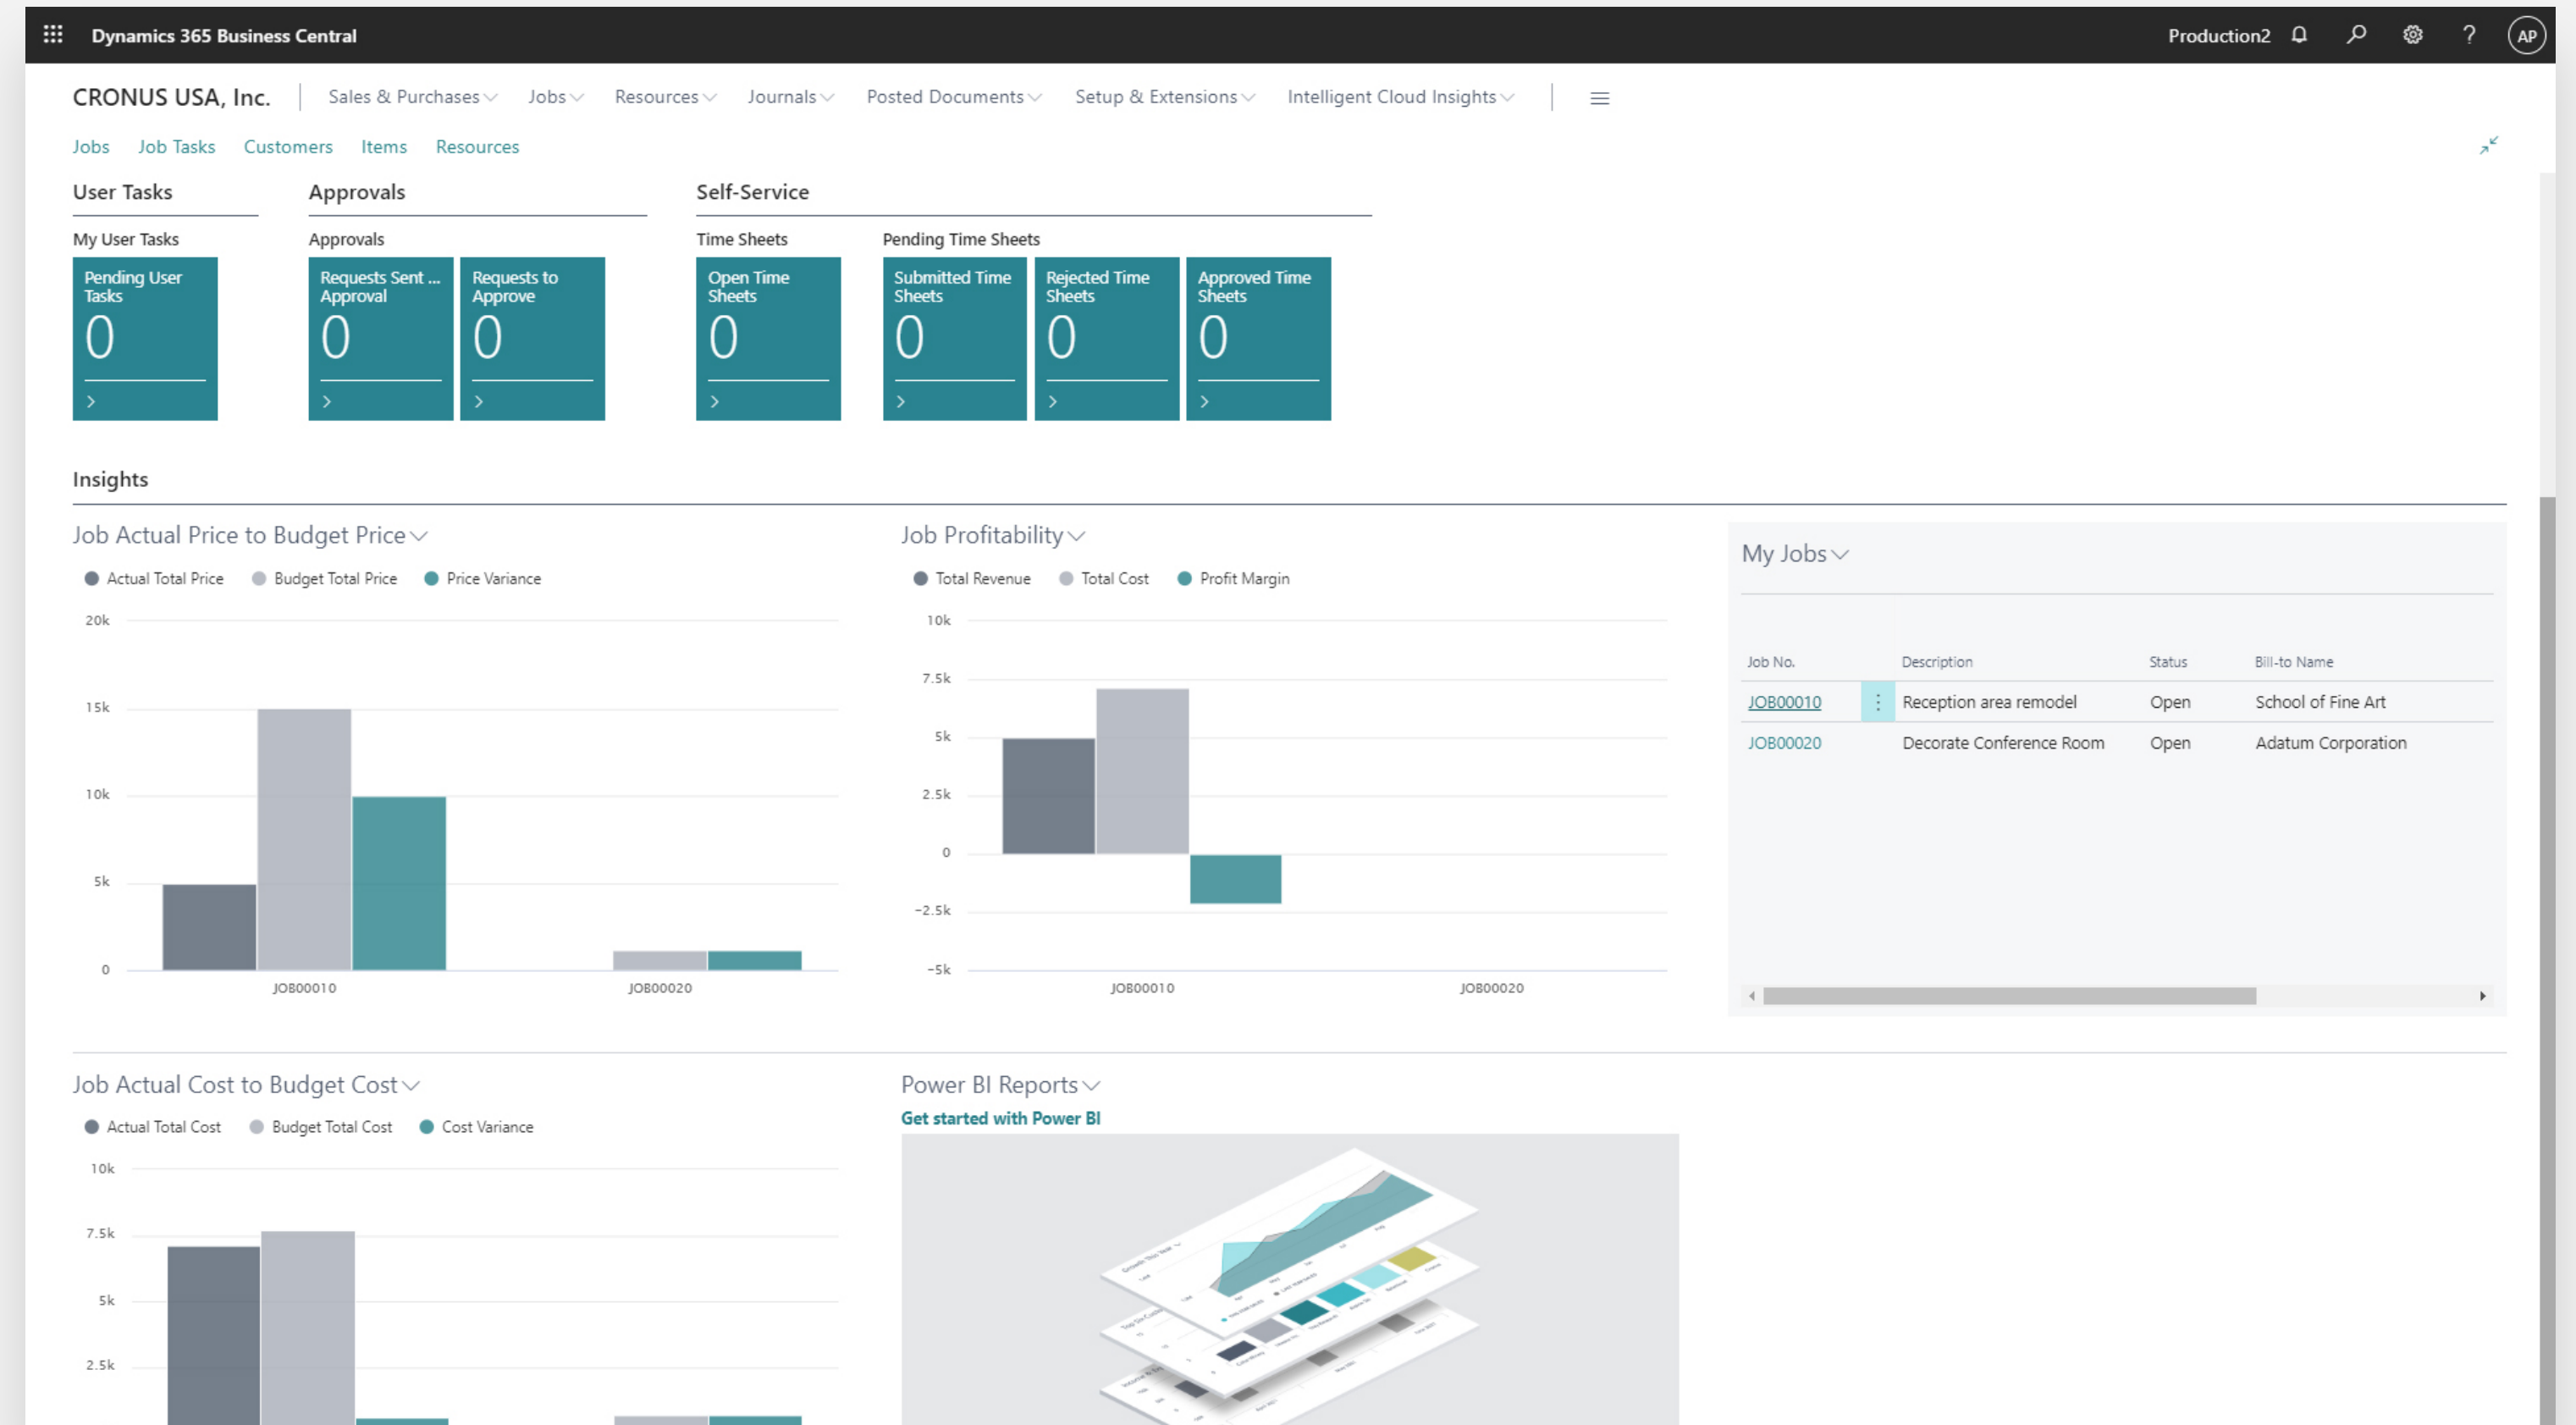 Dynamics 365 Business Central
Production2
AP
CRONUS USA, Inc.
Sales & Purchases
Jobs
Resources
Journals
Posted Documents
Setup & Extensions
Intelligent Cloud Insights
Jobs
Job Tasks
Customers
Items
Resources
User Tasks
Approvals
Self-Service
My User Tasks
Approvals
Time Sheets
Pending Time Sheets
Pending User
Tasks
0
Requests Sent ...
Approval
0
Requests to
Approve
0
Open Time
Sheets
0
Submitted Time
Sheets
0
Rejected Time
Sheets
0
Approved Time
Sheets
0
Insights
Job Actual Price to Budget Price
Actual Total Price
Budget Total Price
Price Variance
20k
15k
10k
5k
0
JOB00010
JOB00020
Job Profitability
Total Revenue
Total Cost
Profit Margin
10k
7.5k
5k
2.5k
0
-2.5k
-5k
JOB00010
JOB00020
My Jobs
Job No.
Description
Status
Bill-to Name
JOB00010
Reception area remodel
Open
School of Fine Art
JOB00020
Decorate Conference Room
Open
Adatum Corporation
Job Actual Cost to Budget Cost
Actual Total Cost
Budget Total Cost
Cost Variance
10k
7.5k
5k
2.5k
Power BI Reports
Get started with Power BI